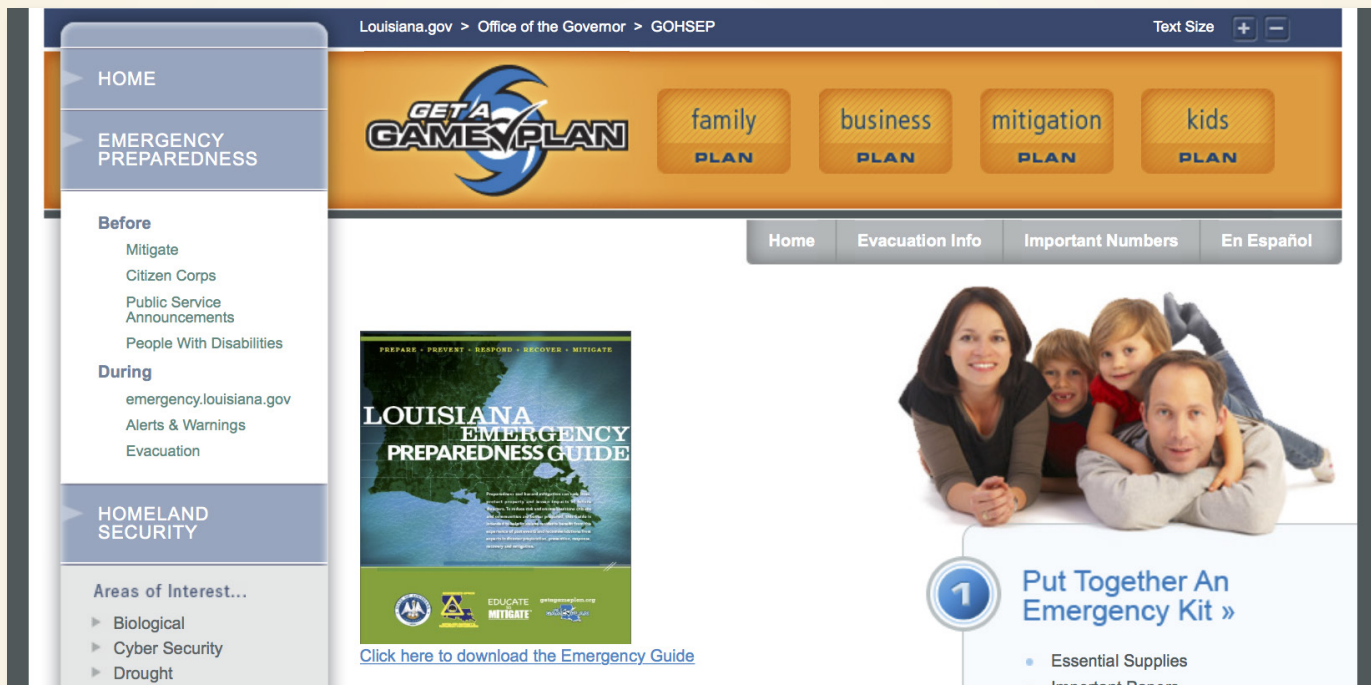 Louisiana.gov > Office of the Governor > GOHSEP
Text Size + −
HOME
EMERGENCY
PREPAREDNESS
Before
Mitigate
Citizen Corps
Public Service
Announcements
People With Disabilities
During
emergency.louisiana.gov
Alerts & Warnings
Evacuation
HOMELAND
SECURITY
Areas of Interest...
Biological
Cyber Security
Drought
GET A
GAME PLAN
family
PLAN
business
PLAN
mitigation
PLAN
kids
PLAN
Home
Evacuation Info
Important Numbers
En Español
PREPARE • PREVENT • RESPOND • RECOVER • MITIGATE
LOUISIANA
EMERGENCY
PREPAREDNESS GUIDE
EDUCATE
MITIGATE
getagameplan.org
Click here to download the Emergency Guide
1
Put Together An
Emergency Kit »
Essential Supplies